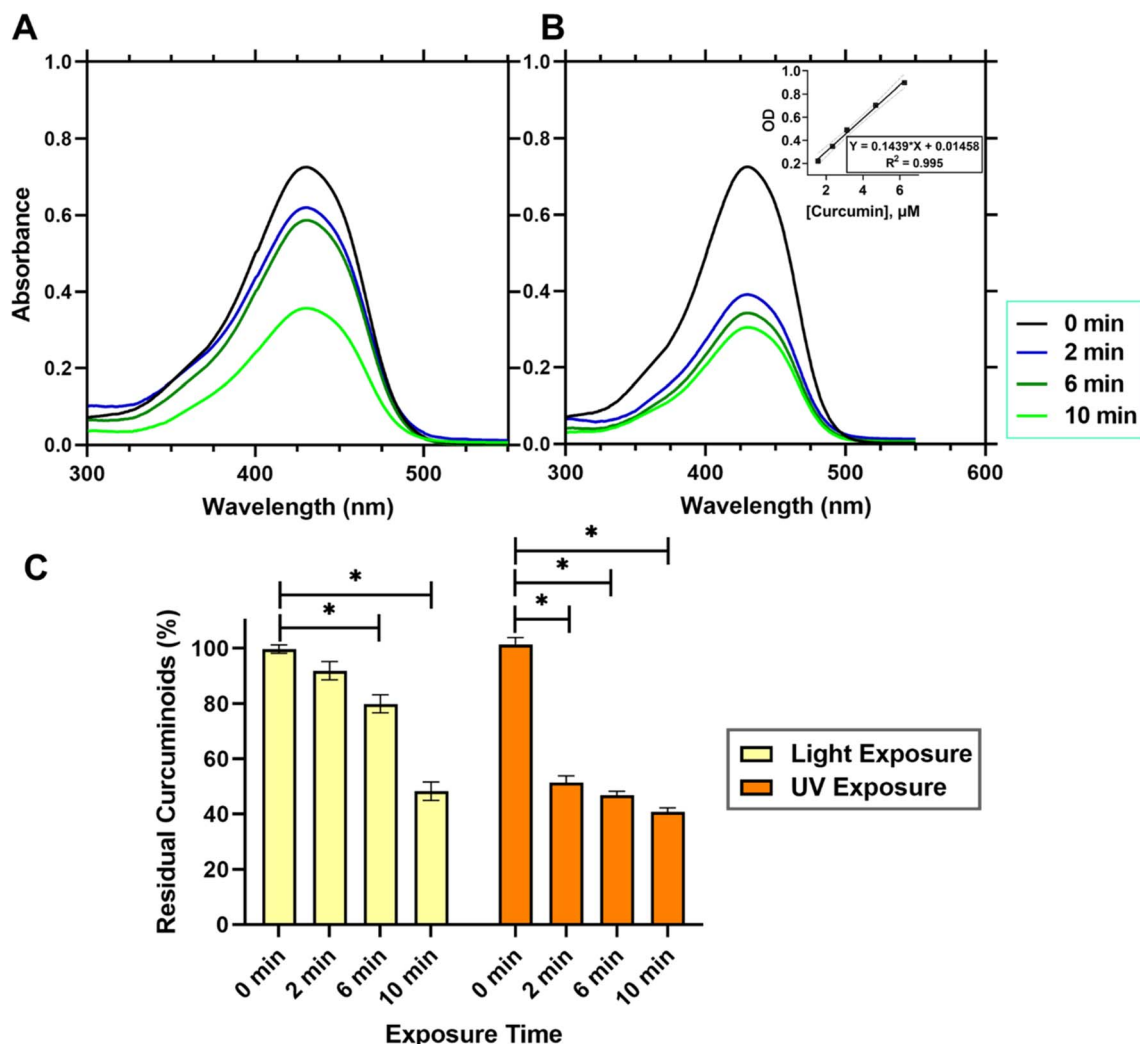 A
B
1.0
0.8
0.6
0.4
0.2
0.0
Absorbance
300
400
500
Wavelength (nm)
1.0
0.8
0.6
0.4
0.2
0.0
300
400
500
600
Wavelength (nm)
1.0
0.8
0.6
0.4
0.2
OD
Y = 0.1439*X + 0.01458
R² = 0.995
2
4
6
[Curcumin], µM
0 min
2 min
6 min
10 min
C
*
*
*
*
*
Residual Curcuminoids (%)
100
80
60
40
20
0
0 min
2 min
6 min
10 min
0 min
2 min
6 min
10 min
Exposure Time
Light Exposure
UV Exposure